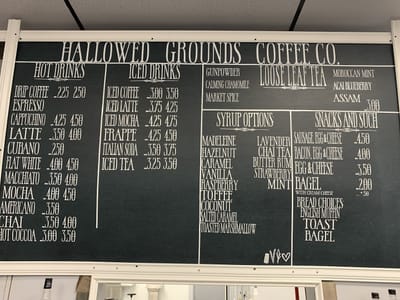 HALLOWED GROUNDS COFFEE CO.
HOT DRINKS
DRIP COFFEE ..2.25 2.50
ESPRESSO
CAPPUCCINO ..4.25 4.50
LATTE ..3.50 4.00
CUBANO ..2.50
FLAT WHITE ..4.00 4.50
MACCHIATO ..3.50 4.00
MOCHA ..4.00 4.50
AMERICANO ..3.50
CHAI ..3.50 4.00
HOT COCOA ..3.00 3.50
ICED DRINKS
ICED COFFEE ..3.00 3.50
ICED LATTE ..3.75 4.25
ICED MOCHA ..4.25 4.75
FRAPPE ..4.25 4.50
ITALIAN SODA ..3.50 3.75
ICED TEA ..3.25 3.50
LOOSE LEAF TEA
GUNPOWDER
CALMING CHAMOMILE
MARKET SPICE
MOROCCAN MINT
ACAI BLUEBERRY
ASSAM
3.00
SYRUP OPTIONS
MADELEINE
HAZELNUT
VANILLA
RASPBERRY
TOFFEE
COCONUT
SALTED CARAMEL
TOASTED MARSHMALLOW
LAVENDER
CHAI TEA
BUTTER RUM
STRAWBERRY
MINT
SNACKS AND SUCH
SAUSAGE, EGG & CHEESE ..4.50
BACON, EGG & CHEESE ..4.00
EGG & CHEESE ..3.50
BAGEL ..2.00
WITH CREAM CHEESE ..+.50
BREAD CHOICES
ENGLISH MUFFIN
TOAST
BAGEL